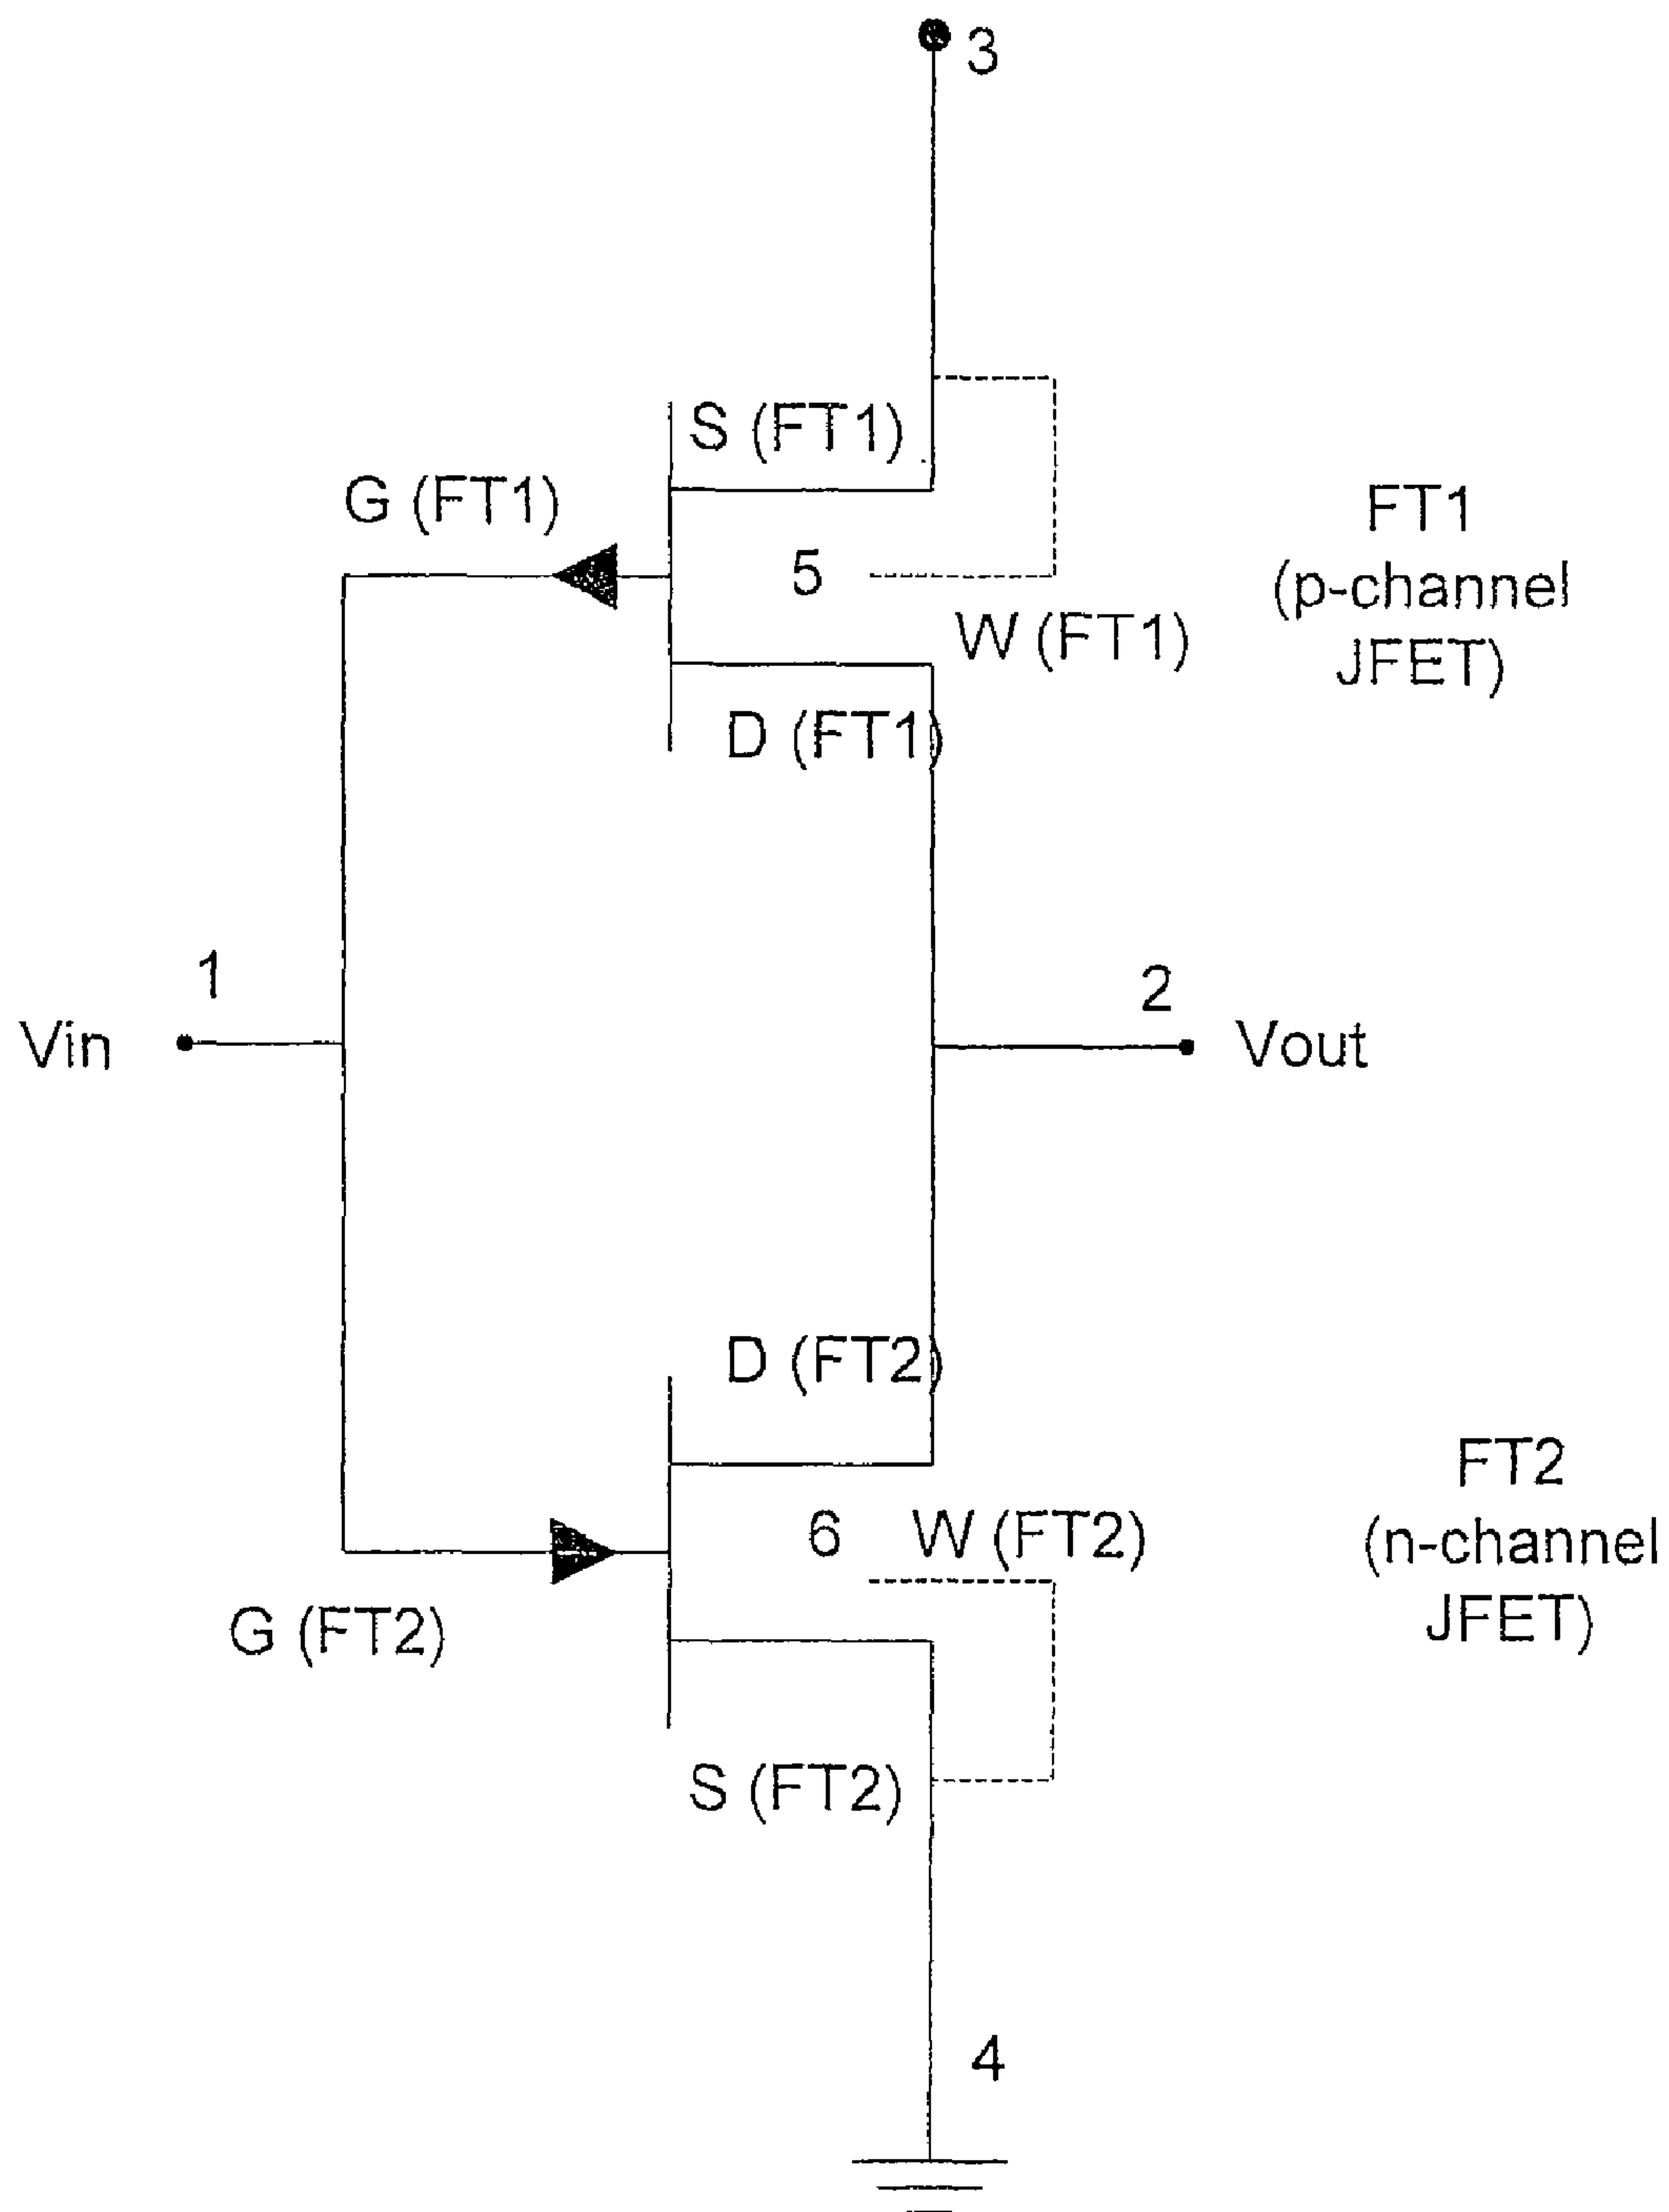 3
S (FT1)
G (FT1)
FT1
(p-channel
JFET)
5
W (FT1)
D (FT1)
1
2
Vin
Vout
D (FT2)
FT2
(n-channel
JFET)
6
W (FT2)
G (FT2)
S (FT2)
4